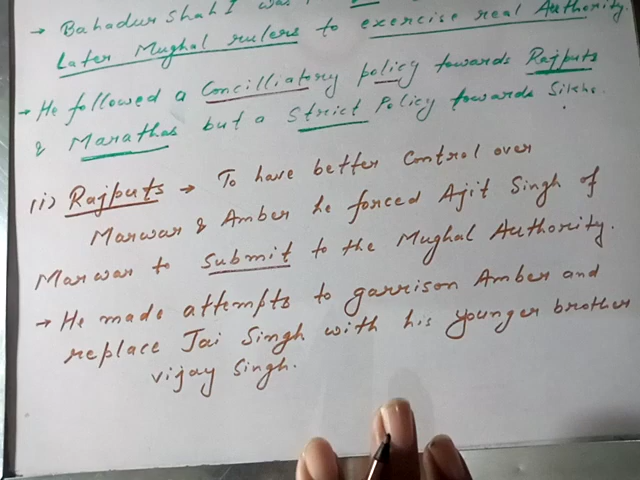 → Bahadur Shah I was
Later Mughal rulers to exercise real Authority.
→ He followed a Concilliatory policy towards Rajputs
& Marathas but a Strict Policy towards Sikhs.
(ii) Rajputs → To have better Control over
Marwar & Amber he forced Ajit Singh of
Marwar to Submit to the Mughal Authority.
→ He made attempts to garrison Amber and
replace Jai Singh with his younger brother
Vijay Singh.